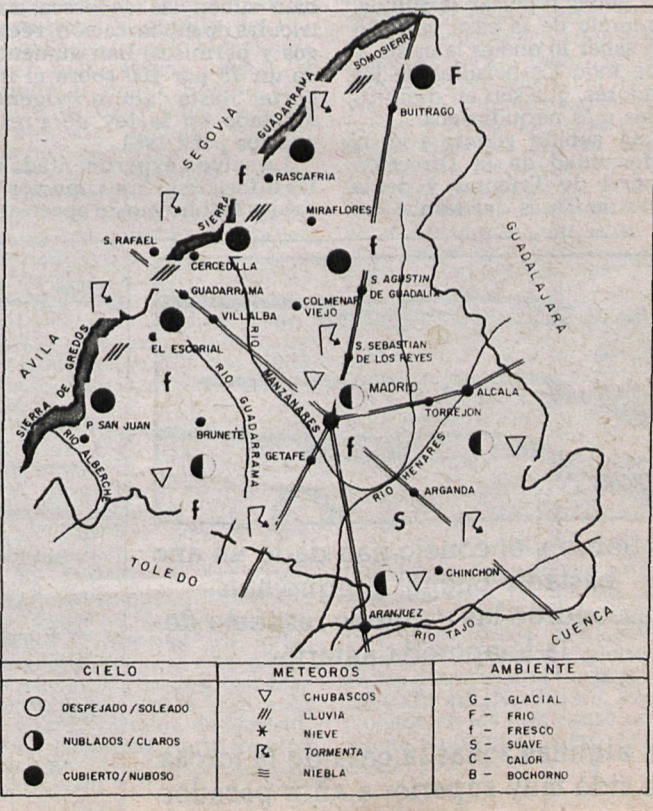 SOMOSIERRA
F
GUADARRAMA
BUITRAGO
SEGOVIA
f
RASCAFRIA
MIRAFLORES
SIERRA
f
S. RAFAEL
CERCEDILLA
GUADALAJARA
GUADARRAMA
S. AGUSTIN
DE GUADALIX
COLMENAR
VIEJO
VILLALBA
AVILA
SIERRA DE GREDOS
EL ESCORIAL
RIO MANZANARES
S. SEBASTIAN
DE LOS REYES
f
RIO GUADARRAMA
MADRID
ALCALA
TORREJON
P. SAN JUAN
BRUNETE
RIO ALBERCHE
GETAFE
f
RIO HENARES
ARGANDA
f
S
TOLEDO
CHINCHON
ARANJUEZ
RIO TAJO
CUENCA
CIELO
DESPEJADO/SOLEADO
NUBLADOS/CLAROS
CUBIERTO/NUBOSO
METEOROS
CHUBASCOS
LLUVIA
NIEVE
TORMENTA
NIEBLA
AMBIENTE
G - GLACIAL
F - FRIO
f - FRESCO
S - SUAVE
C - CALOR
B - BOCHORNO